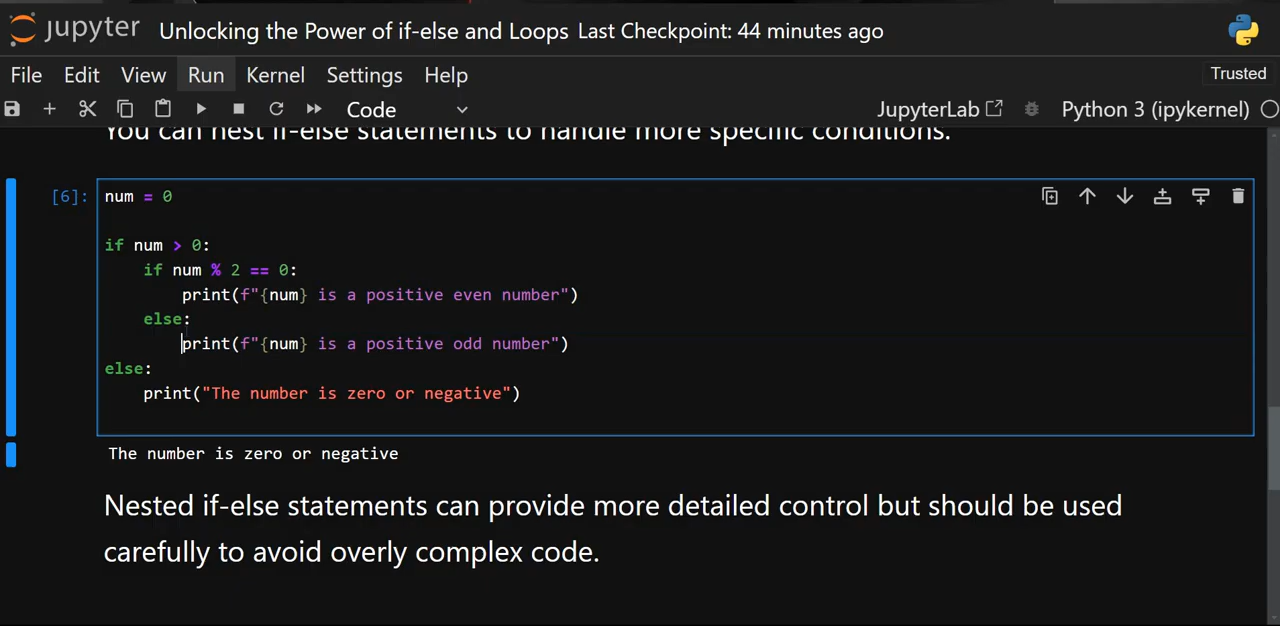 jupyter Unlocking the Power of if-else and Loops Last Checkpoint: 44 minutes ago
File Edit View Run Kernel Settings Help Trusted
Code JupyterLab Python 3 (ipykernel)
You can nest if-else statements to handle more specific conditions.
[6]: num = 0
if num > 0:
    if num % 2 == 0:
        print(f"{num} is a positive even number")
    else:
        print(f"{num} is a positive odd number")
else:
    print("The number is zero or negative")
The number is zero or negative
Nested if-else statements can provide more detailed control but should be used
carefully to avoid overly complex code.